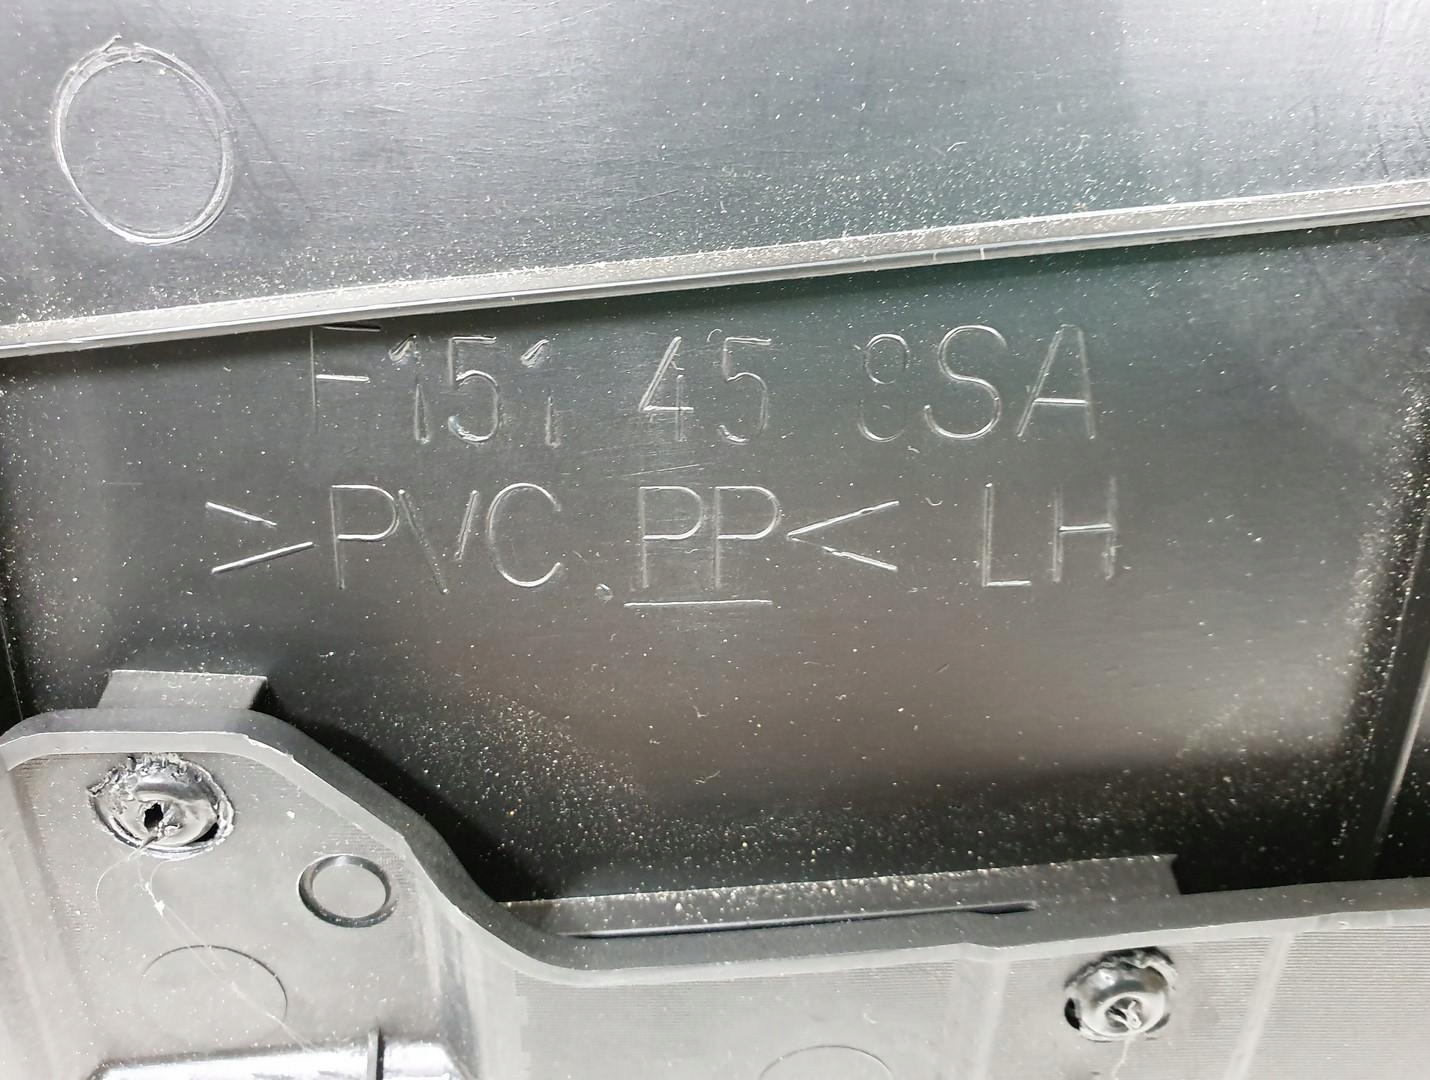 F151 45 8SA
>PVC.PP< LH